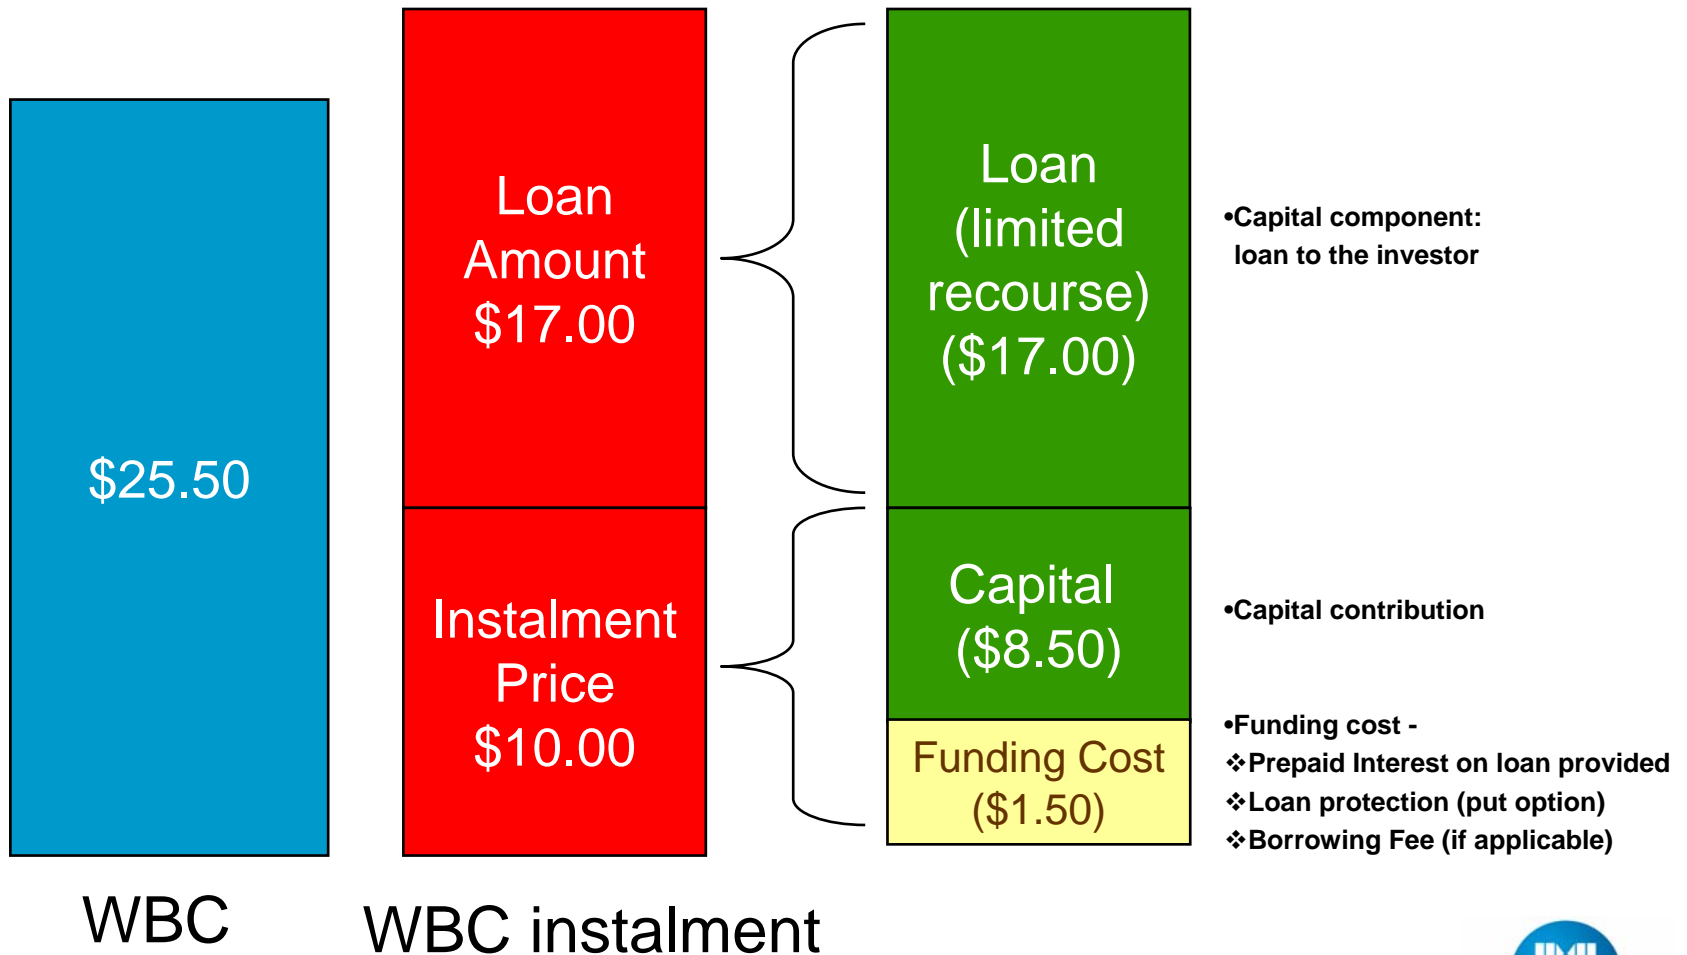 $25.50
WBC
Loan
Amount
$17.00
Instalment
Price
$10.00
WBC instalment
Loan
(limited
recourse)
($17.00)
Capital
($8.50)
Funding Cost
($1.50)
•Capital component:
loan to the investor
•Capital contribution
•Funding cost -
❖Prepaid Interest on loan provided
❖Loan protection (put option)
❖Borrowing Fee (if applicable)